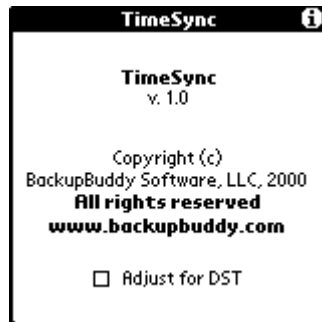 TimeSync
TimeSync
v. 1.0
Copyright (c)
BackupBuddy Software, LLC, 2000
All rights reserved
www.backupbuddy.com
Adjust for DST